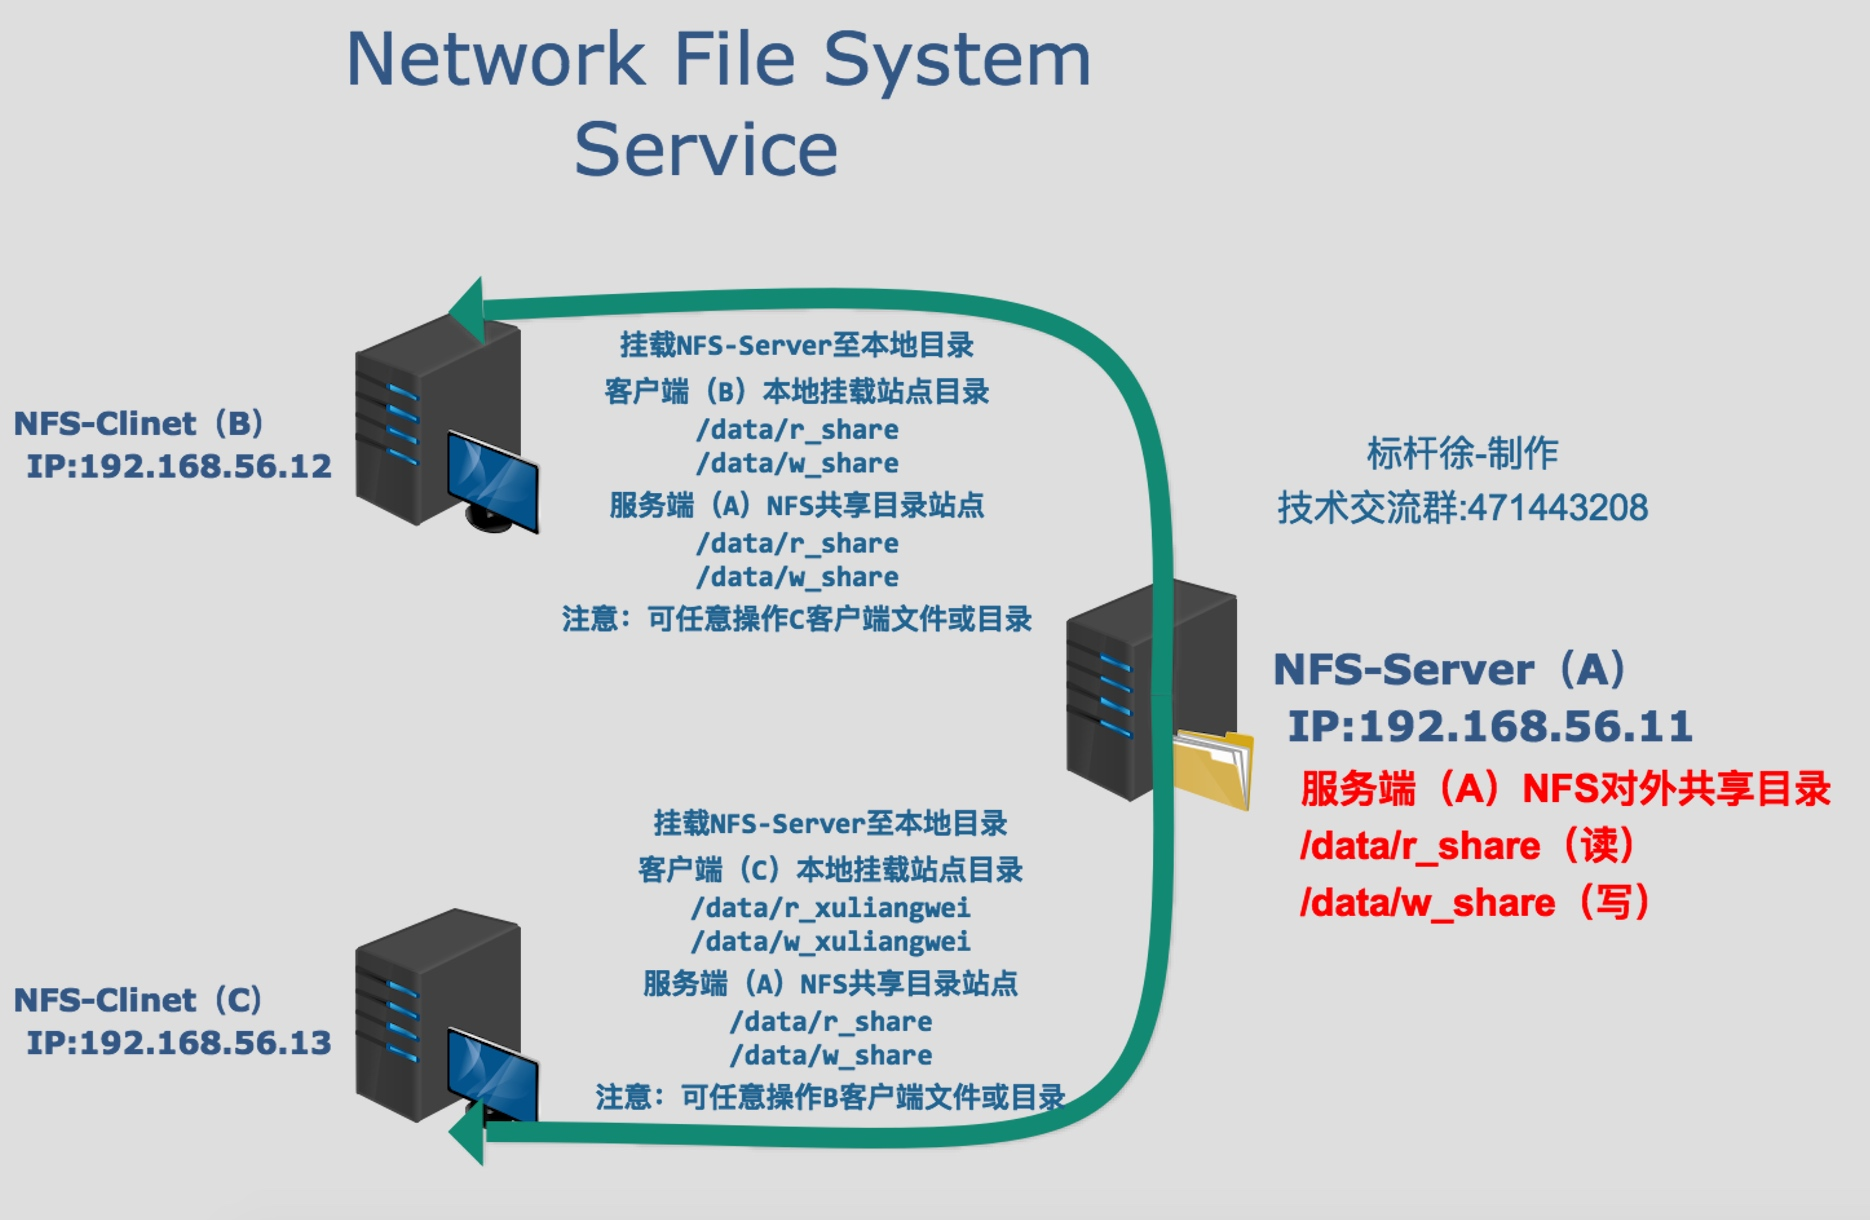 Network File System
Service
挂载NFS-Server至本地目录
客户端（B）本地挂载站点目录
/data/r_share
/data/w_share
服务端（A）NFS共享目录站点
/data/r_share
/data/w_share
注意：可任意操作C客户端文件或目录
NFS-Clinet（B）
IP:192.168.56.12
标杆徐-制作
技术交流群:471443208
NFS-Server（A）
IP:192.168.56.11
服务端（A）NFS对外共享目录
/data/r_share（读）
/data/w_share（写）
挂载NFS-Server至本地目录
客户端（C）本地挂载站点目录
/data/r_xuliangwei
/data/w_xuliangwei
服务端（A）NFS共享目录站点
/data/r_share
/data/w_share
注意：可任意操作B客户端文件或目录
NFS-Clinet（C）
IP:192.168.56.13